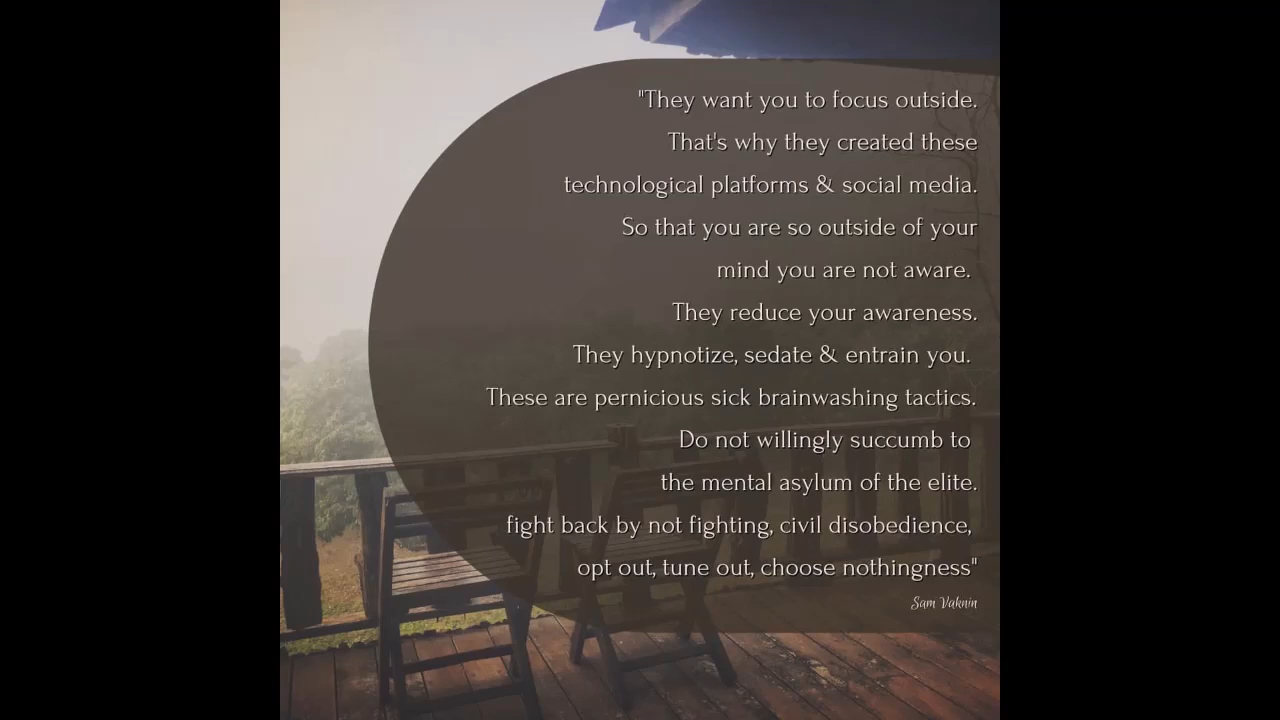 "They want you to focus outside.
That's why they created these
technological platforms & social media.
So that you are so outside of your
mind you are not aware.
They reduce your awareness.
They hypnotize, sedate & entrain you.
These are pernicious sick brainwashing tactics.
Do not willingly succumb to
the mental asylum of the elite.
fight back by not fighting, civil disobedience,
opt out, tune out, choose nothingness"
Sam Vaknin